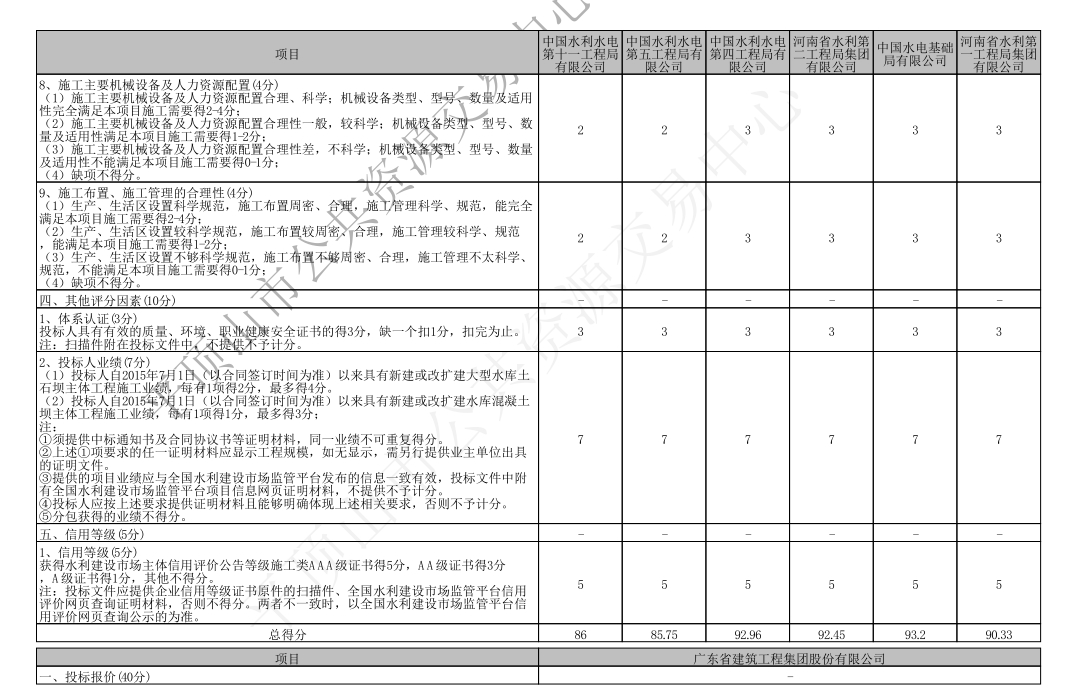 项目
中国水利水电第十一工程局有限公司
中国水利水电第五工程局有限公司
中国水利水电第四工程局有限公司
河南省水利第二工程局集团有限公司
中国水电基础局有限公司
河南省水利第一工程局集团有限公司
8、施工主要机械设备及人力资源配置(4分)
（1）施工主要机械设备及人力资源配置合理、科学；机械设备类型、型号、数量及适用
性完全满足本项目施工需要得2-4分；
（2）施工主要机械设备及人力资源配置合理性一般，较科学；机械设备类型、型号、数
量及适用性满足本项目施工需要得1-2分；
（3）施工主要机械设备及人力资源配置合理性差，不科学；机械设备类型、型号、数量
及适用性不能满足本项目施工需要得0-1分；
（4）缺项不得分。
2 2 3 3 3 3
9、施工布置、施工管理的合理性(4分)
（1）生产、生活区设置科学规范，施工布置周密、合理，施工管理科学、规范，能完全
满足本项目施工需要得2-4分；
（2）生产、生活区设置较科学规范，施工布置较周密、合理，施工管理较科学、规范
，能满足本项目施工需要得1-2分；
（3）生产、生活区设置不够科学规范，施工布置不够周密、合理，施工管理不太科学、
规范，不能满足本项目施工需要得0-1分；
（4）缺项不得分。
2 2 3 3 3 3
四、其他评分因素(10分)
- - - - - -
1、体系认证(3分)
投标人具有有效的质量、环境、职业健康安全证书的得3分，缺一个扣1分，扣完为止。
注：扫描件附在投标文件中，不提供不予计分。
3 3 3 3 3 3
2、投标人业绩(7分)
（1）投标人自2015年7月1日（以合同签订时间为准）以来具有新建或改扩建大型水库土
石坝主体工程施工业绩，每有1项得2分，最多得4分。
（2）投标人自2015年7月1日（以合同签订时间为准）以来具有新建或改扩建水库混凝土
坝主体工程施工业绩，每有1项得1分，最多得3分；
注：
①须提供中标通知书及合同协议书等证明材料，同一业绩不可重复得分。
②上述①项要求的任一证明材料应显示工程规模，如无显示，需另行提供业主单位出具
的证明文件。
③提供的项目业绩应与全国水利建设市场监管平台发布的信息一致有效，投标文件中附
有全国水利建设市场监管平台项目信息网页证明材料，不提供不予计分。
④投标人应按上述要求提供证明材料且能够明确体现上述相关要求，否则不予计分。
⑤分包获得的业绩不得分。
7 7 7 7 7 7
五、信用等级(5分)
- - - - - -
1、信用等级(5分)
获得水利建设市场主体信用评价公告等级施工类AAA级证书得5分，AA级证书得3分
，A级证书得1分，其他不得分。
注：投标文件应提供企业信用等级证书原件的扫描件、全国水利建设市场监管平台信用
评价网页查询证明材料，否则不得分。两者不一致时，以全国水利建设市场监管平台信
用评价网页查询公示的为准。
5 5 5 5 5 5
总得分 86 85.75 92.96 92.45 93.2 90.33
项目 广东省建筑工程集团股份有限公司
一、投标报价(40分) -
平顶山市公共资源交易中心
平顶山市公共资源交易中心